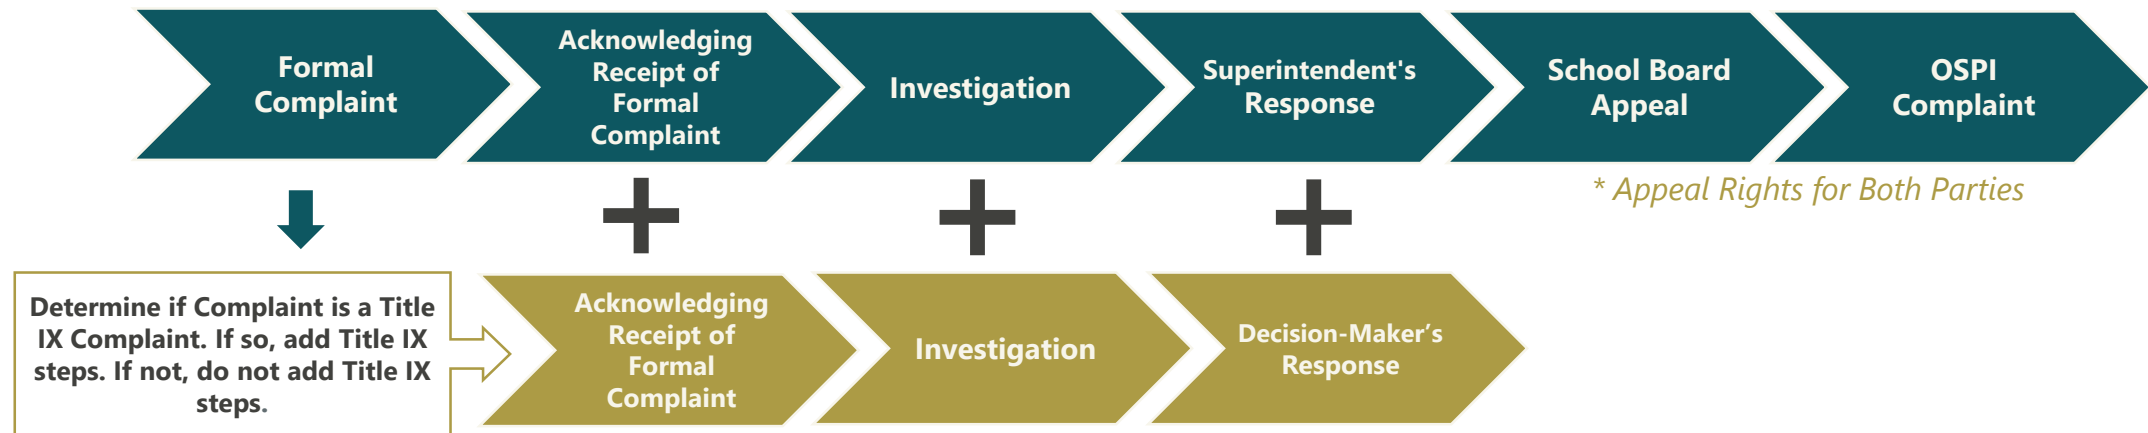 Formal
Complaint
Acknowledging
Receipt of
Formal
Complaint
Investigation
Superintendent's
Response
School Board
Appeal
OSPI
Complaint
* Appeal Rights for Both Parties
Determine if Complaint is a Title
IX Complaint. If so, add Title IX
steps. If not, do not add Title IX
steps.
Acknowledging
Receipt of
Formal
Complaint
Investigation
Decision-Maker’s
Response